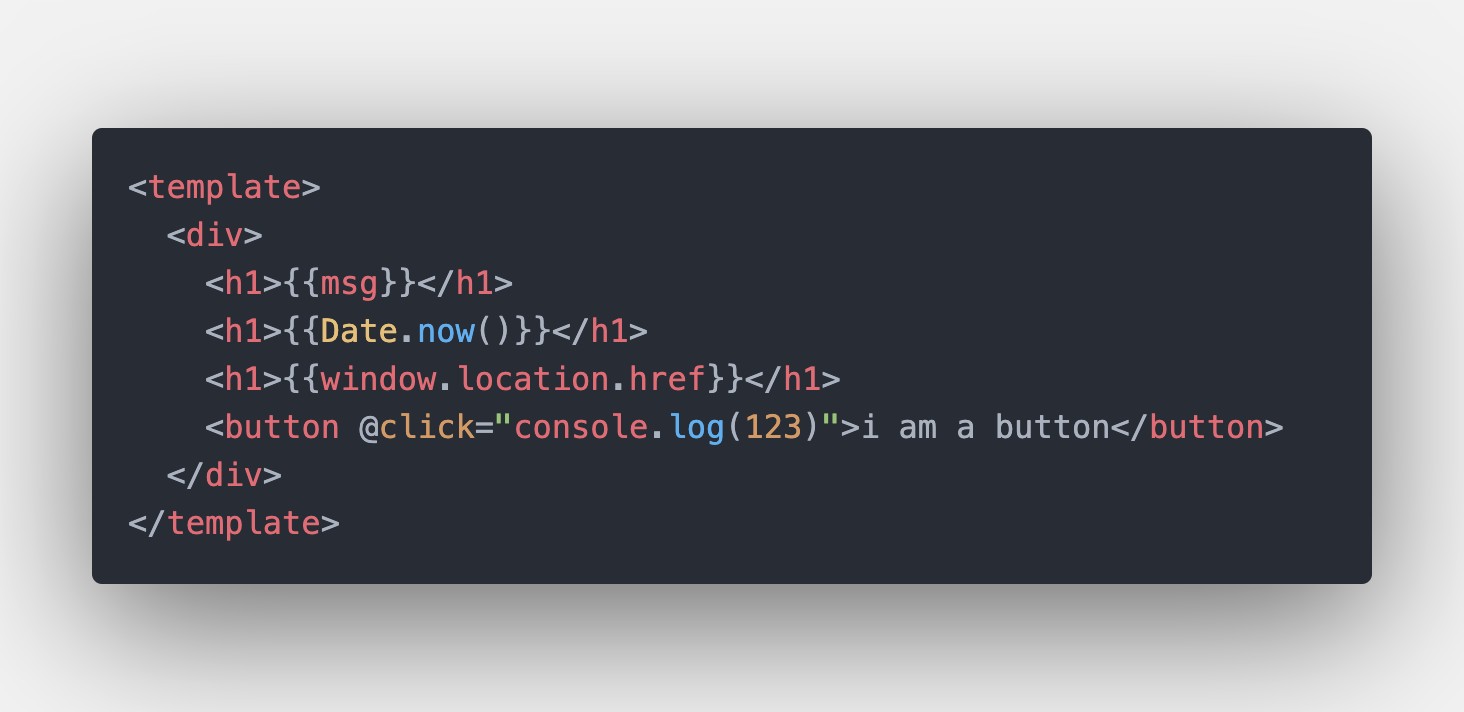 <template>
  <div>
    <h1>{{msg}}</h1>
    <h1>{{Date.now()}}</h1>
    <h1>{{window.location.href}}</h1>
    <button @click="console.log(123)">i am a button</button>
  </div>
</template>